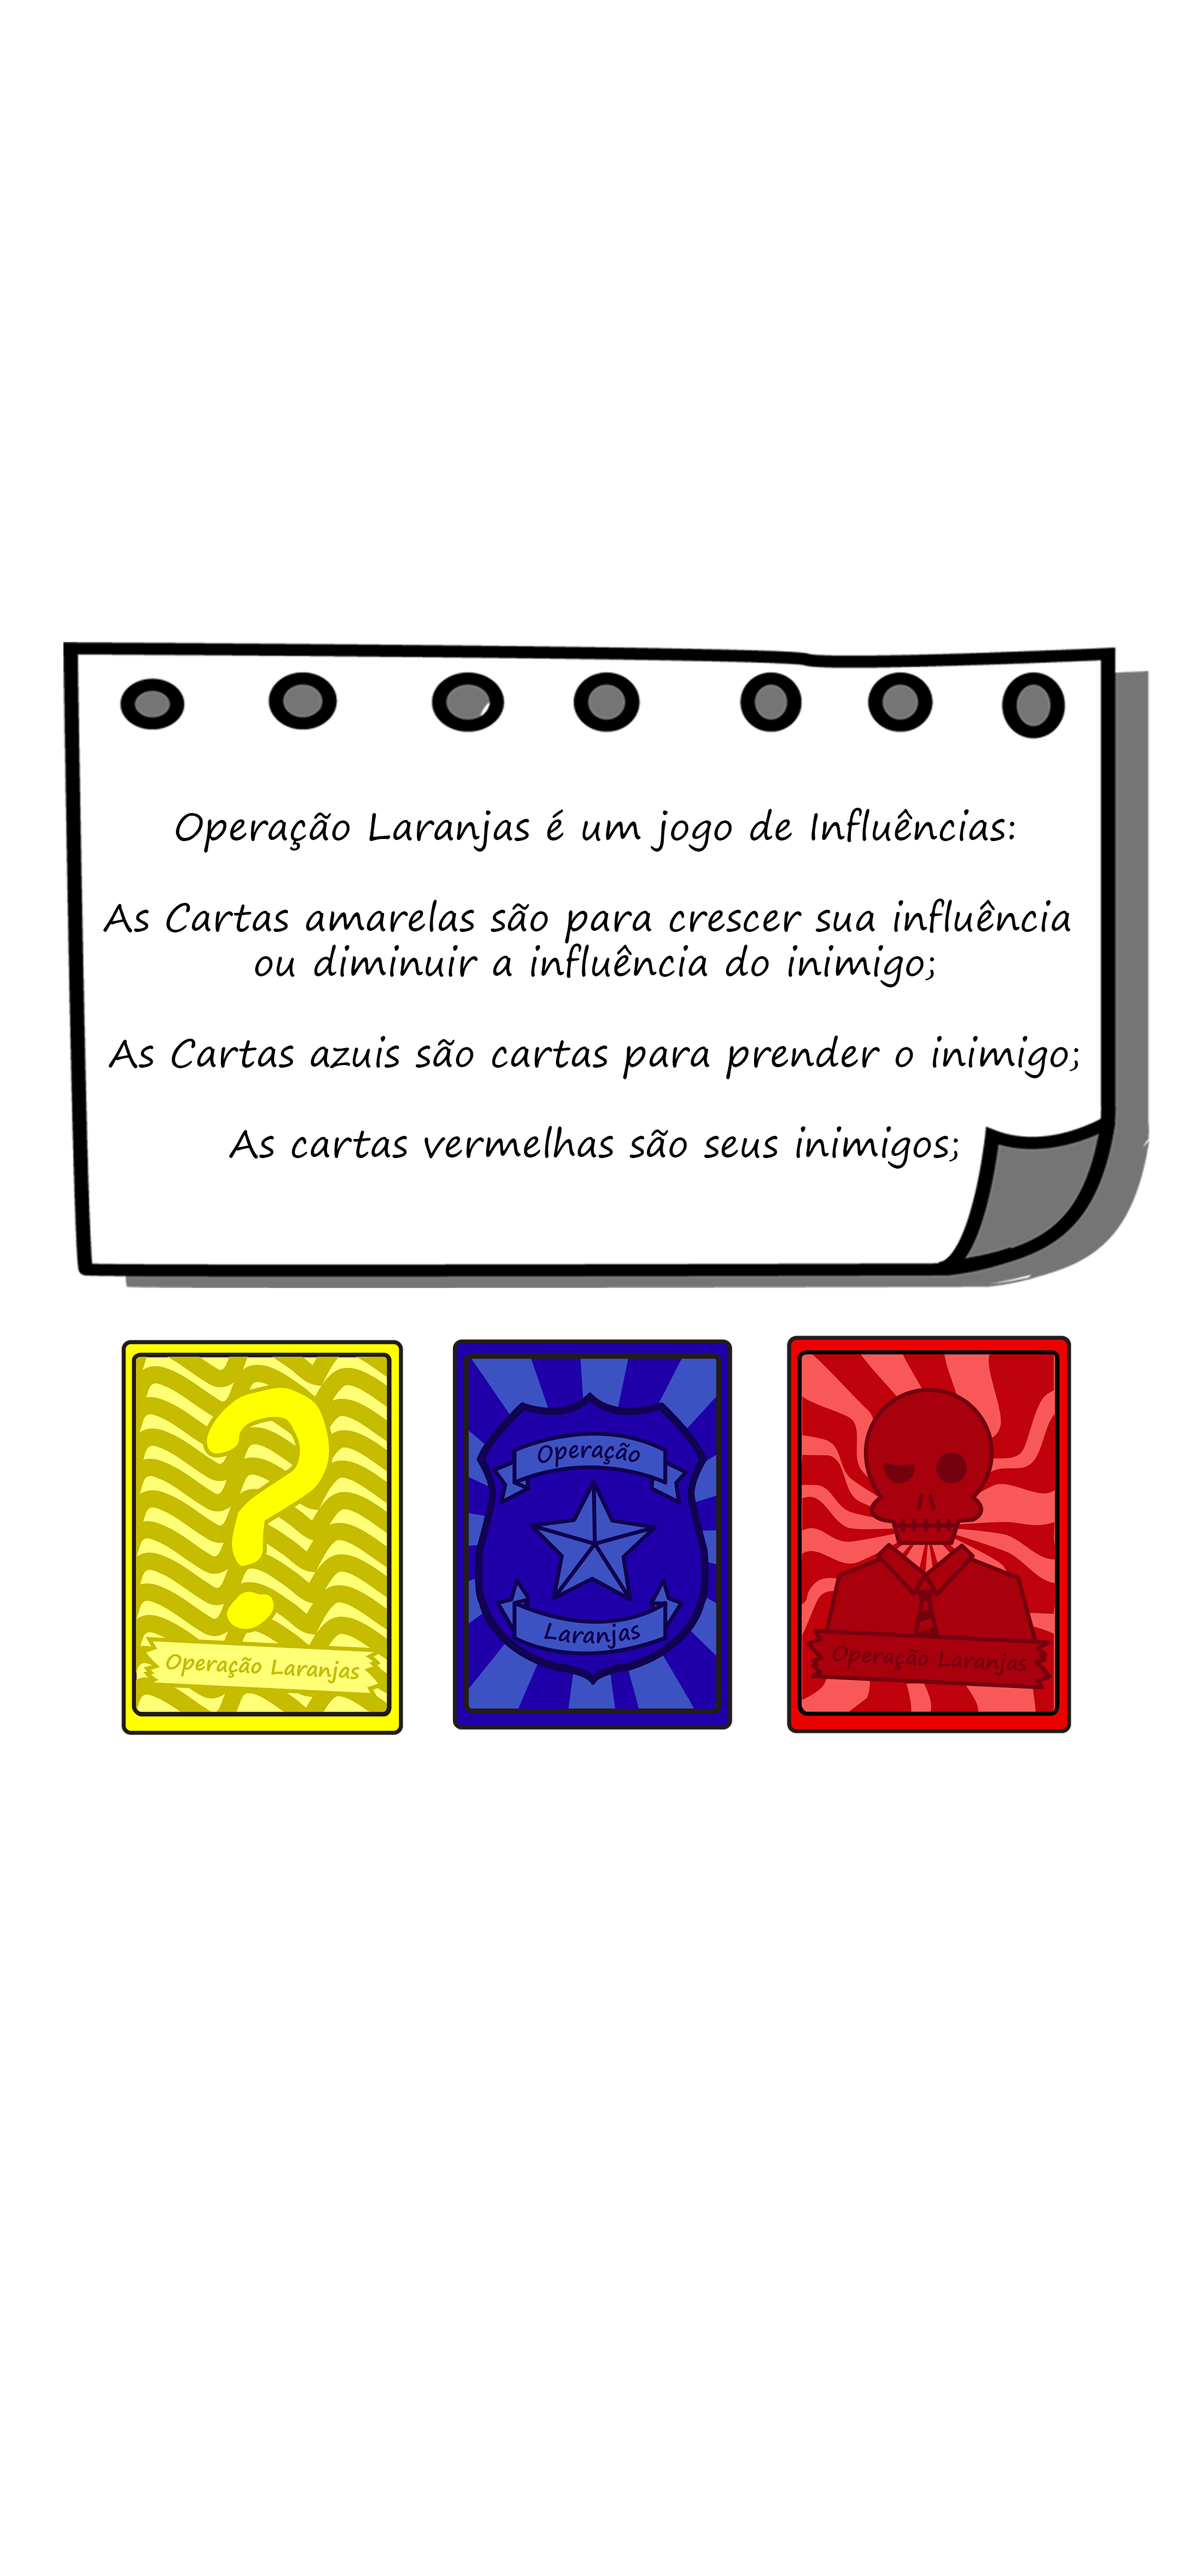 Operação Laranjas é um jogo de Influências:
As Cartas amarelas são para crescer sua influência
ou diminuir a influência do inimigo;
As Cartas azuis são cartas para prender o inimigo;
As cartas vermelhas são seus inimigos;
Operação Laranjas
Operação
Laranjas
Operação Laranjas